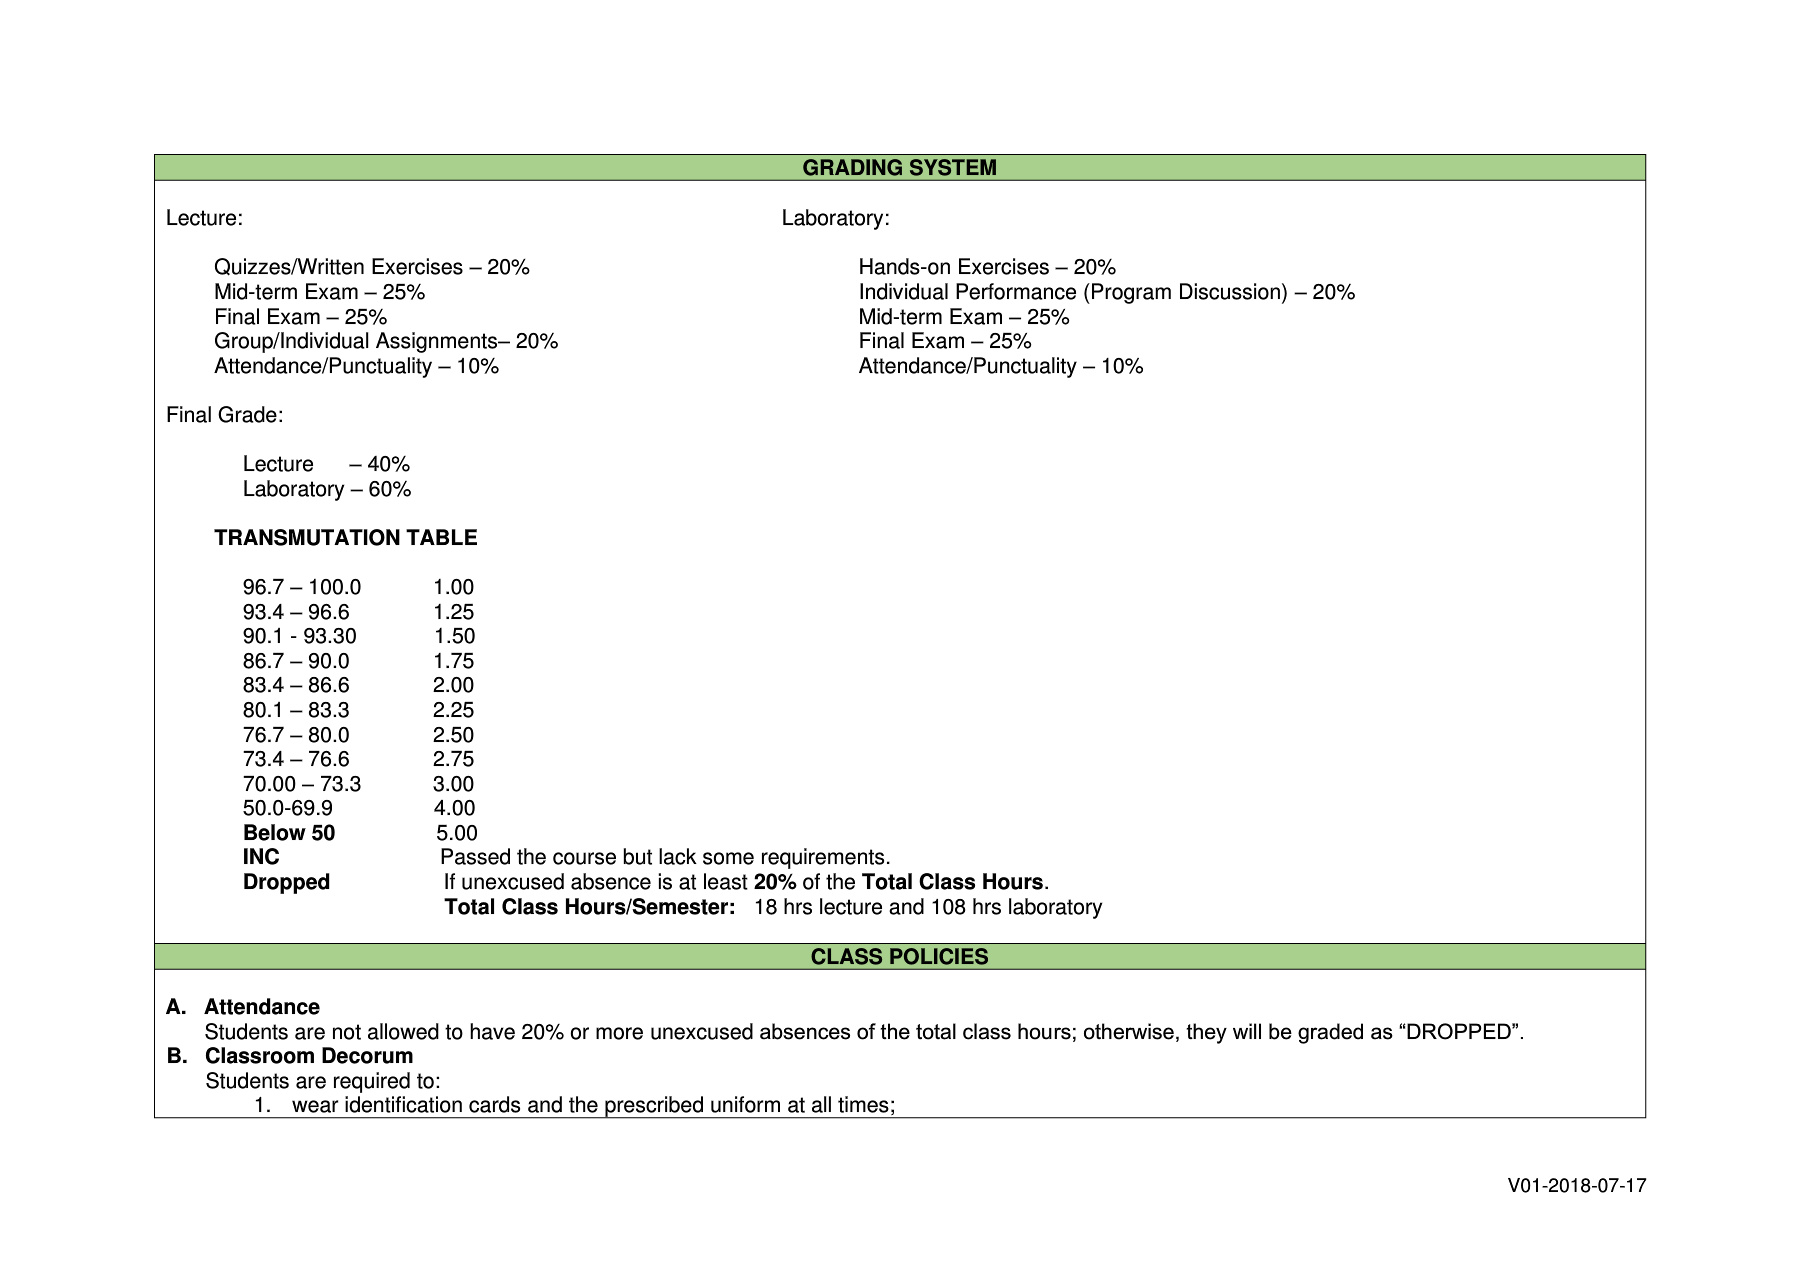 GRADING SYSTEM
Lecture:
Quizzes/Written Exercises – 20%
Mid-term Exam – 25%
Final Exam – 25%
Group/Individual Assignments– 20%
Attendance/Punctuality – 10%
Laboratory:
Hands-on Exercises – 20%
Individual Performance (Program Discussion) – 20%
Mid-term Exam – 25%
Final Exam – 25%
Attendance/Punctuality – 10%
Final Grade:
Lecture – 40%
Laboratory – 60%
TRANSMUTATION TABLE
96.7 – 100.0 1.00
93.4 – 96.6 1.25
90.1 - 93.30 1.50
86.7 – 90.0 1.75
83.4 – 86.6 2.00
80.1 – 83.3 2.25
76.7 – 80.0 2.50
73.4 – 76.6 2.75
70.00 – 73.3 3.00
50.0-69.9 4.00
Below 50 5.00
INC Passed the course but lack some requirements.
Dropped If unexcused absence is at least 20% of the Total Class Hours.
Total Class Hours/Semester: 18 hrs lecture and 108 hrs laboratory
CLASS POLICIES
A. Attendance
Students are not allowed to have 20% or more unexcused absences of the total class hours; otherwise, they will be graded as “DROPPED”.
B. Classroom Decorum
Students are required to:
1. wear identification cards and the prescribed uniform at all times;
V01-2018-07-17